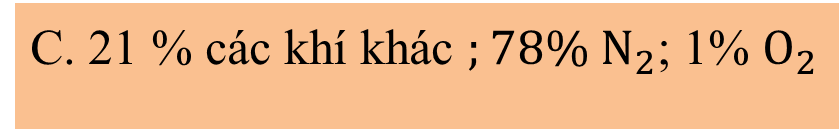 C. 21 % các khí khác ; 78% N₂; 1% O₂